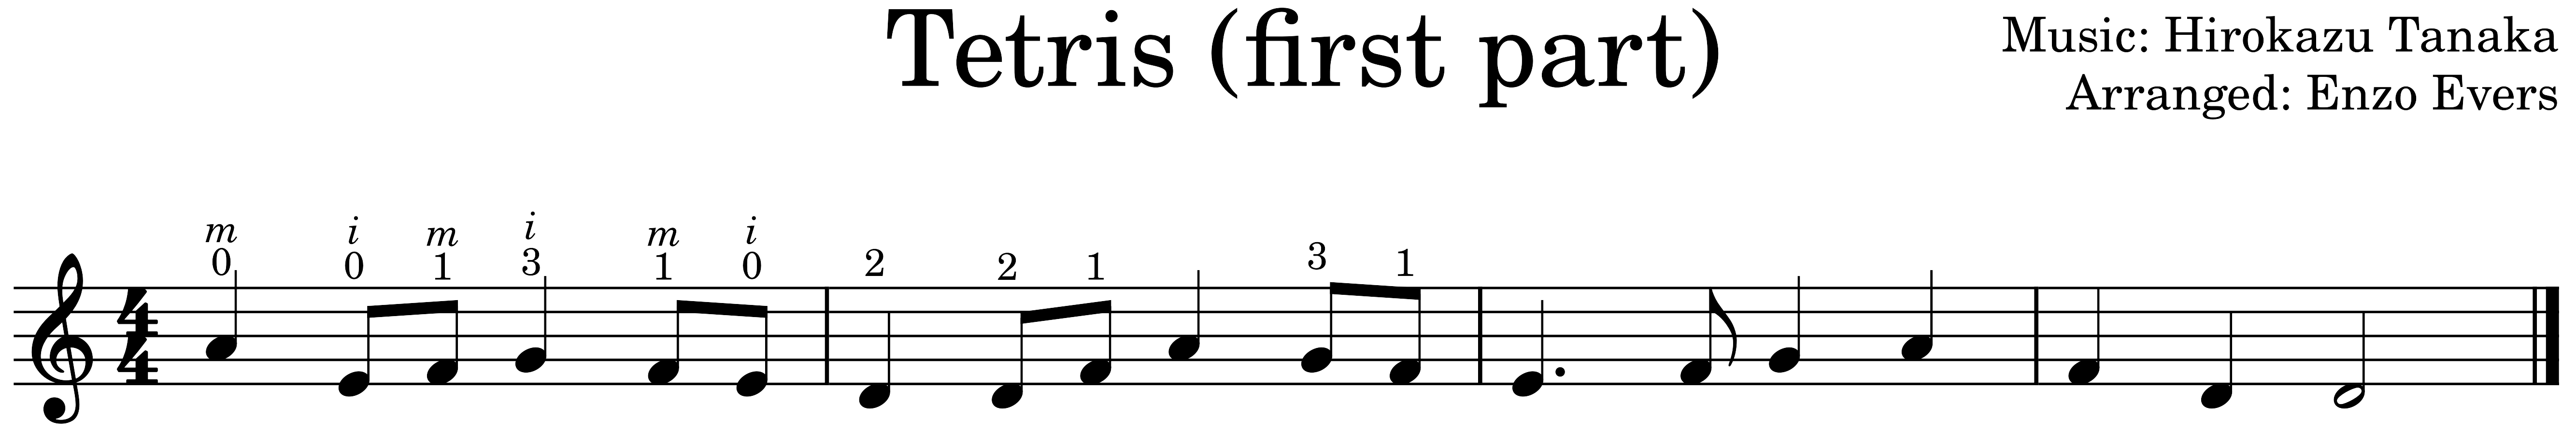 Tetris (first part)
Music: Hirokazu Tanaka
Arranged: Enzo Evers
m i m i m i
0 0 1 3 1 0 2 2 1 3 1
4
4